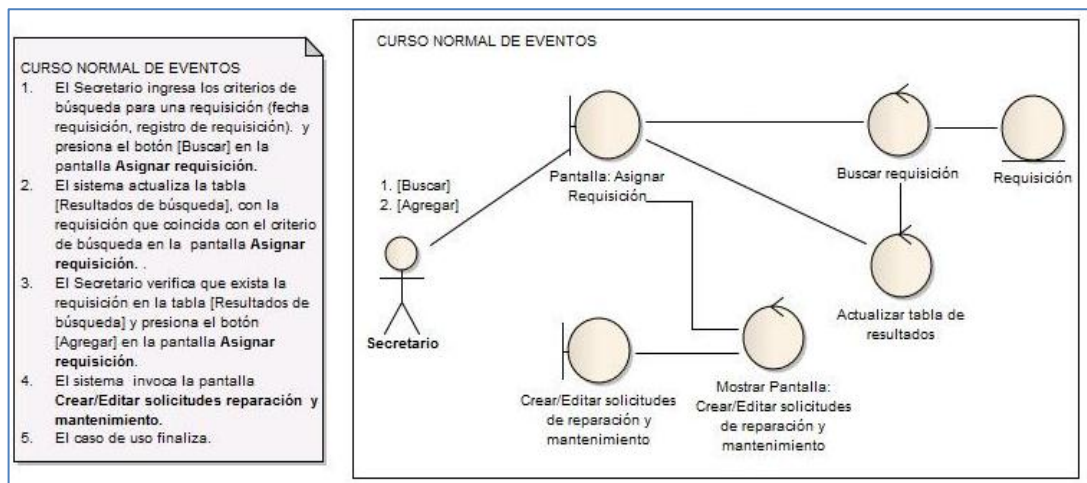 CURSO NORMAL DE EVENTOS
1. El Secretario ingresa los criterios de
búsqueda para una requisición (fecha
requisición, registro de requisición). y
presiona el botón [Buscar] en la
pantalla Asignar requisición.
2. El sistema actualiza la tabla
[Resultados de búsqueda], con la
requisición que coincida con el criterio
de búsqueda en la pantalla Asignar
requisición. .
3. El Secretario verifica que exista la
requisición en la tabla [Resultados de
búsqueda] y presiona el botón
[Agregar] en la pantalla Asignar
requisición.
4. El sistema invoca la pantalla
Crear/Editar solicitudes reparación y
mantenimiento.
5. El caso de uso finaliza.
CURSO NORMAL DE EVENTOS
Pantalla: Asignar
Requisición
Buscar requisición
Requisición
1. [Buscar]
2. [Agregar]
Secretario
Actualizar tabla de
resultados
Crear/Editar solicitudes
de reparación y
mantenimiento
Mostrar Pantalla:
Crear/Editar solicitudes
de reparación y
mantenimiento